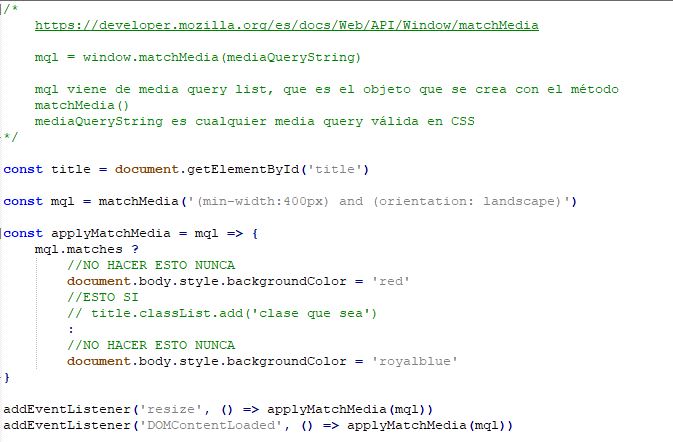 /*
https://developer.mozilla.org/es/docs/Web/API/Window/matchMedia
mql = window.matchMedia(mediaQueryString)
mql viene de media query list, que es el objeto que se crea con el método
matchMedia()
mediaQueryString es cualquier media query válida en CSS
*/
const title = document.getElementById('title')
const mql = matchMedia('(min-width:400px) and (orientation: landscape)')
const applyMatchMedia = mql => {
mql.matches ?
//NO HACER ESTO NUNCA
document.body.style.backgroundColor = 'red'
//ESTO SI
// title.classList.add('clase que sea')
:
//NO HACER ESTO NUNCA
document.body.style.backgroundColor = 'royalblue'
}
addEventListener('resize', () => applyMatchMedia(mql))
addEventListener('DOMContentLoaded', () => applyMatchMedia(mql))